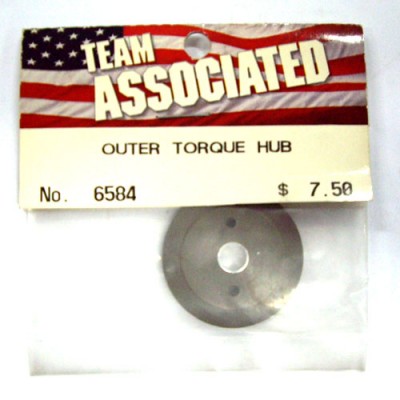 TEAM
ASSOCIATED
OUTER TORQUE HUB
No. 6584 $ 7.50